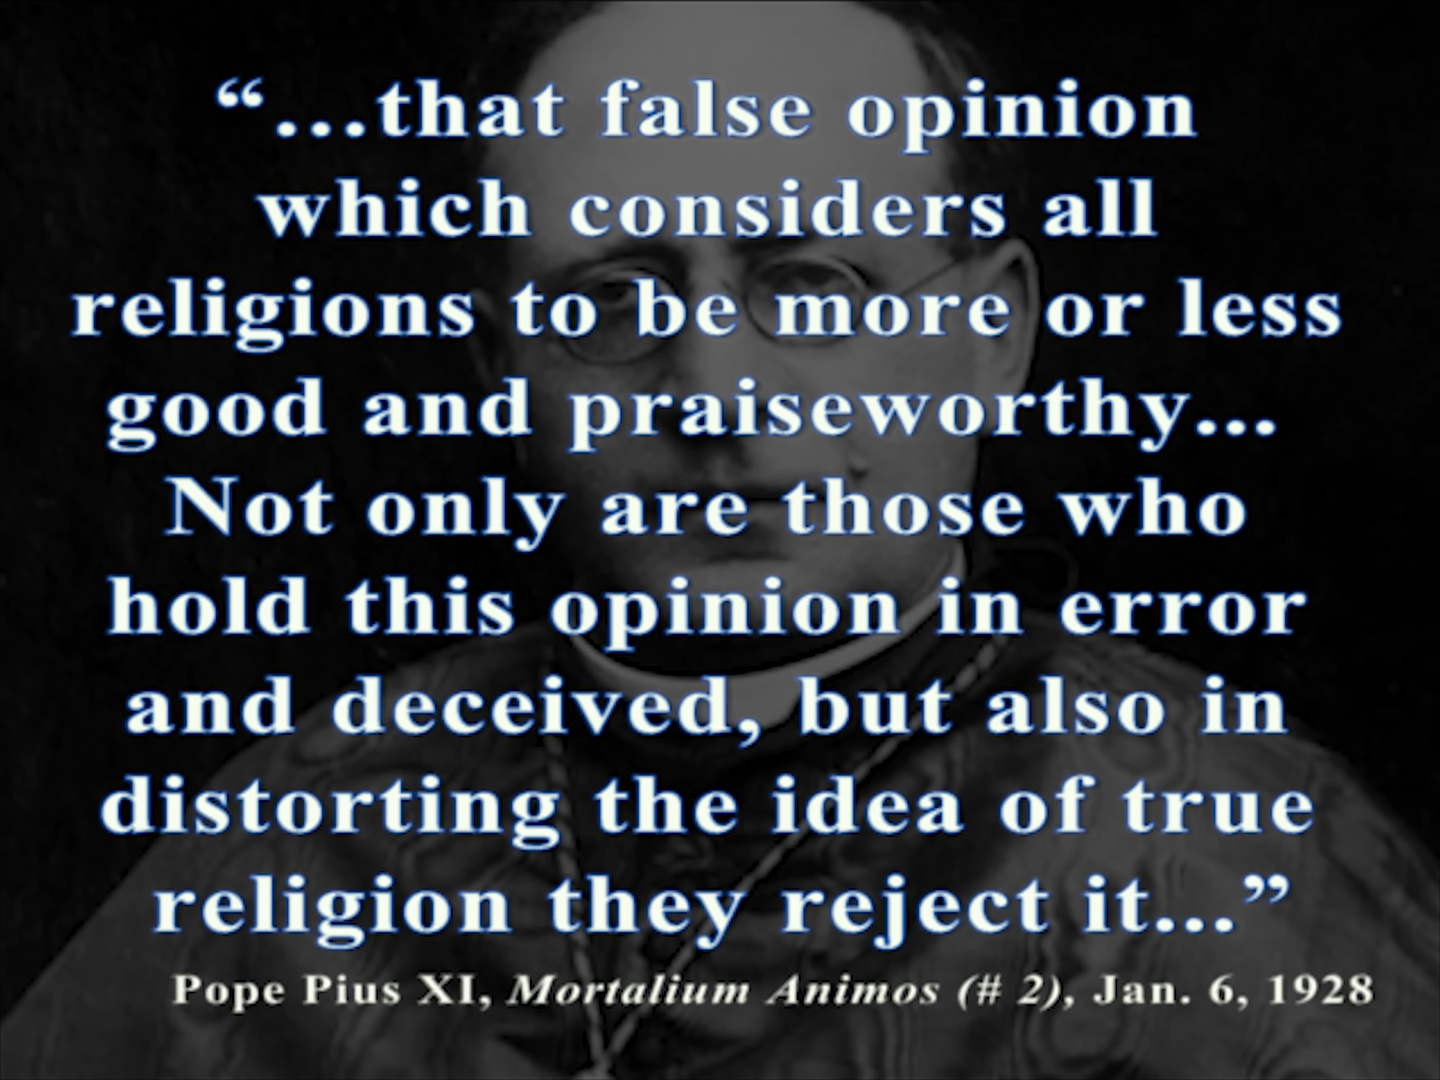 “...that false opinion
which considers all
religions to be more or less
good and praiseworthy...
Not only are those who
hold this opinion in error
and deceived, but also in
distorting the idea of true
religion they reject it...”
Pope Pius XI, Mortalium Animos (# 2), Jan. 6, 1928